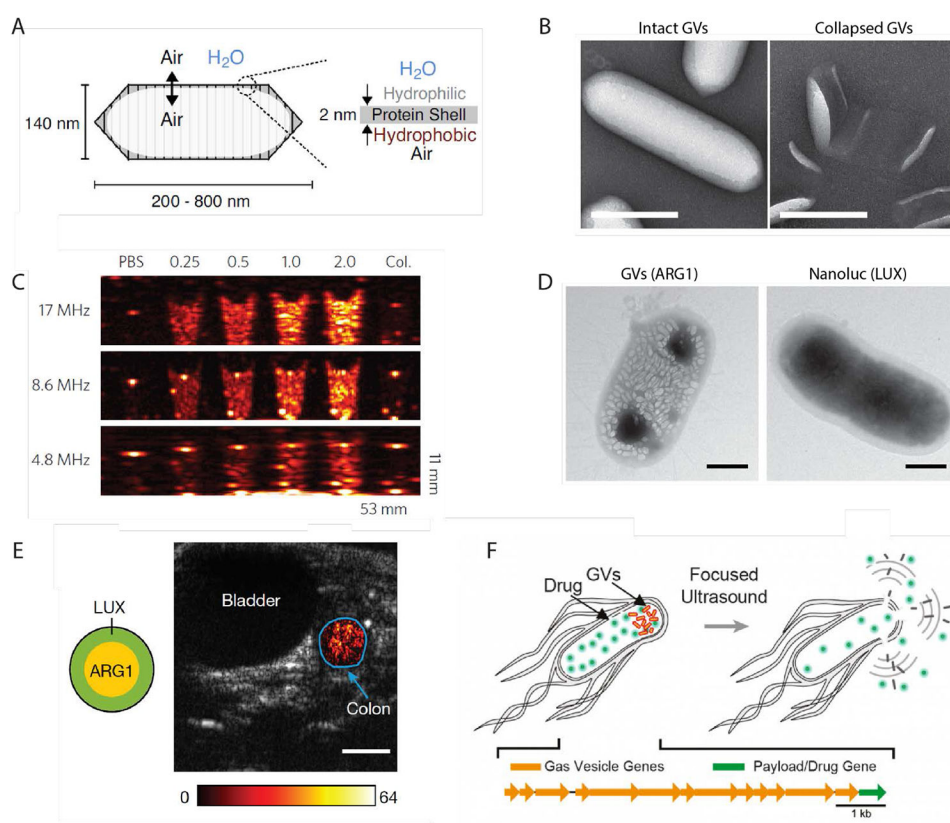 A
Air
H₂O
Air
140 nm
200 - 800 nm
H₂O
Hydrophilic
2 nm
Protein Shell
Hydrophobic
Air
B
Intact GVs
Collapsed GVs
C
PBS 0.25 0.5 1.0 2.0 Col.
17 MHz
8.6 MHz
4.8 MHz
11 mm
53 mm
D
GVs (ARG1)
Nanoluc (LUX)
E
LUX
ARG1
Bladder
Colon
0 64
F
Drug
GVs
Focused
Ultrasound
Gas Vesicle Genes
Payload/Drug Gene
1 kb